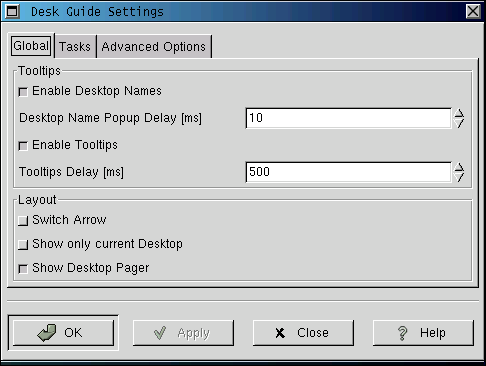 Desk Guide Settings
Global Tasks Advanced Options
Tooltips
Enable Desktop Names
Desktop Name Popup Delay [ms] 10
Enable Tooltips
Tooltips Delay [ms] 500
Layout
Switch Arrow
Show only current Desktop
Show Desktop Pager
OK Apply Close Help